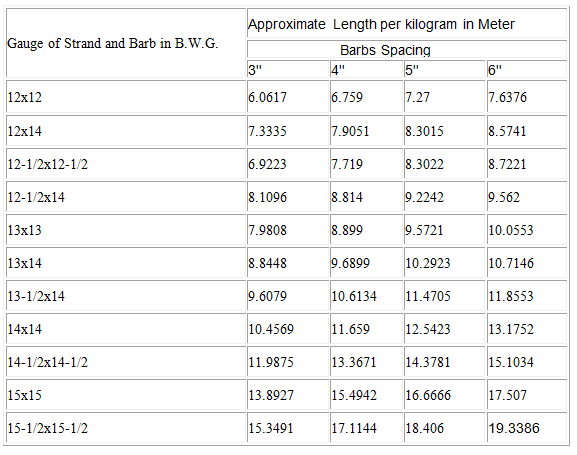 Gauge of Strand and Barb in B.W.G.
Approximate Length per kilogram in Meter
Barbs Spacing
3" 4" 5" 6"
12x12 6.0617 6.759 7.27 7.6376
12x14 7.3335 7.9051 8.3015 8.5741
12-1/2x12-1/2 6.9223 7.719 8.3022 8.7221
12-1/2x14 8.1096 8.814 9.2242 9.562
13x13 7.9808 8.899 9.5721 10.0553
13x14 8.8448 9.6899 10.2923 10.7146
13-1/2x14 9.6079 10.6134 11.4705 11.8553
14x14 10.4569 11.659 12.5423 13.1752
14-1/2x14-1/2 11.9875 13.3671 14.3781 15.1034
15x15 13.8927 15.4942 16.6666 17.507
15-1/2x15-1/2 15.3491 17.1144 18.406 19.3386